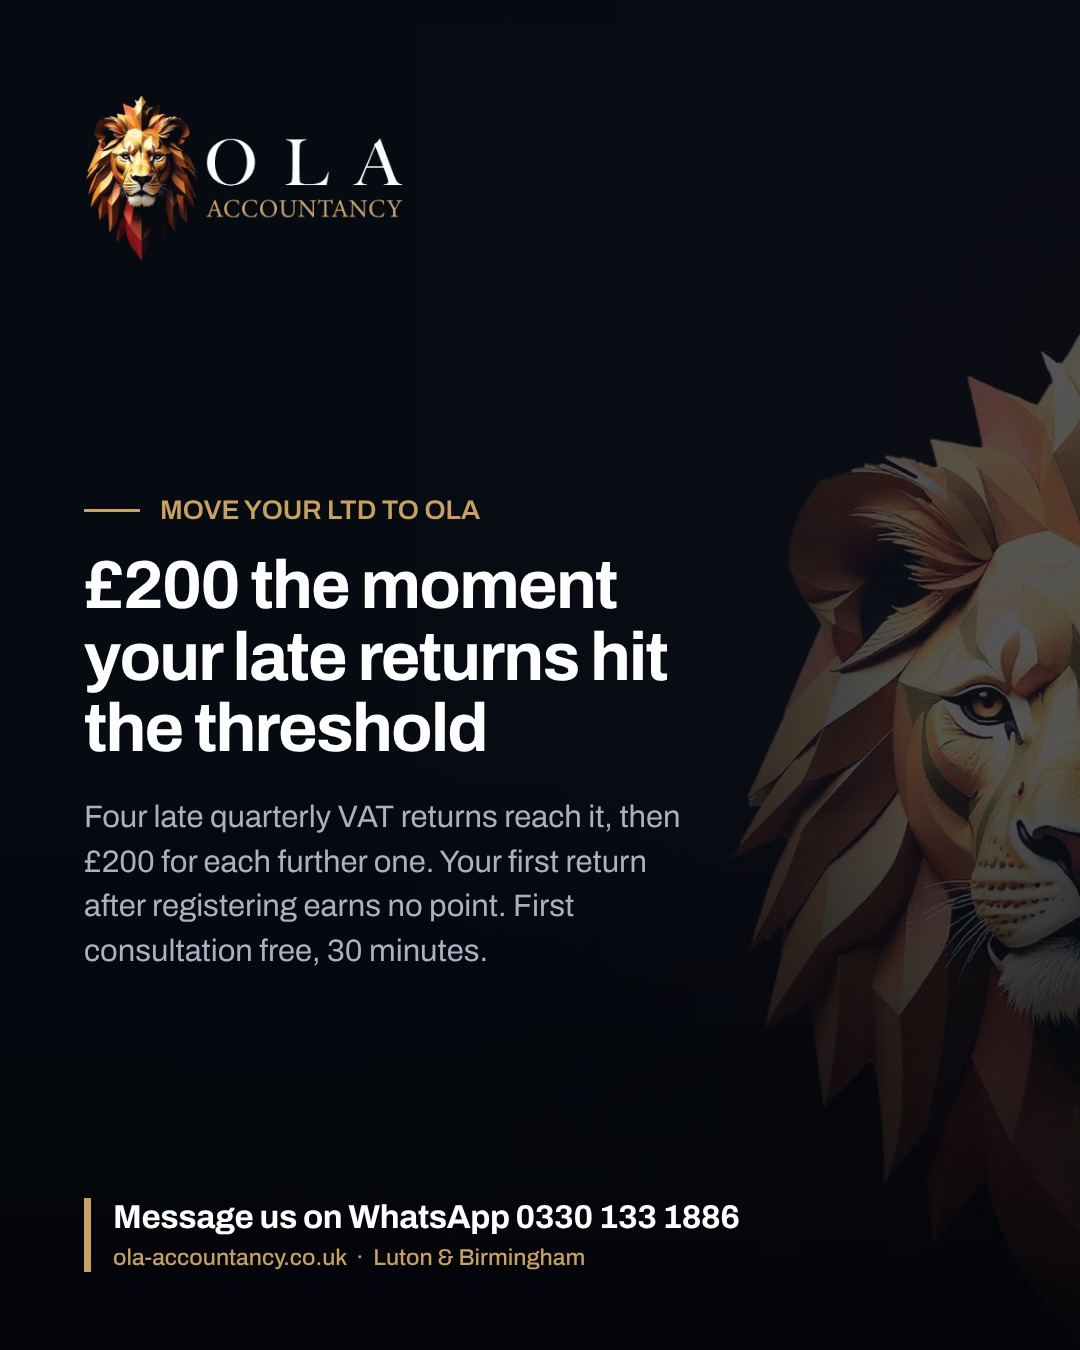 OLA
ACCOUNTANCY
MOVE YOUR LTD TO OLA
£200 the moment
your late returns hit
the threshold
Four late quarterly VAT returns reach it, then
£200 for each further one. Your first return
after registering earns no point. First
consultation free, 30 minutes.
Message us on WhatsApp 0330 133 1886
ola-accountancy.co.uk · Luton & Birmingham